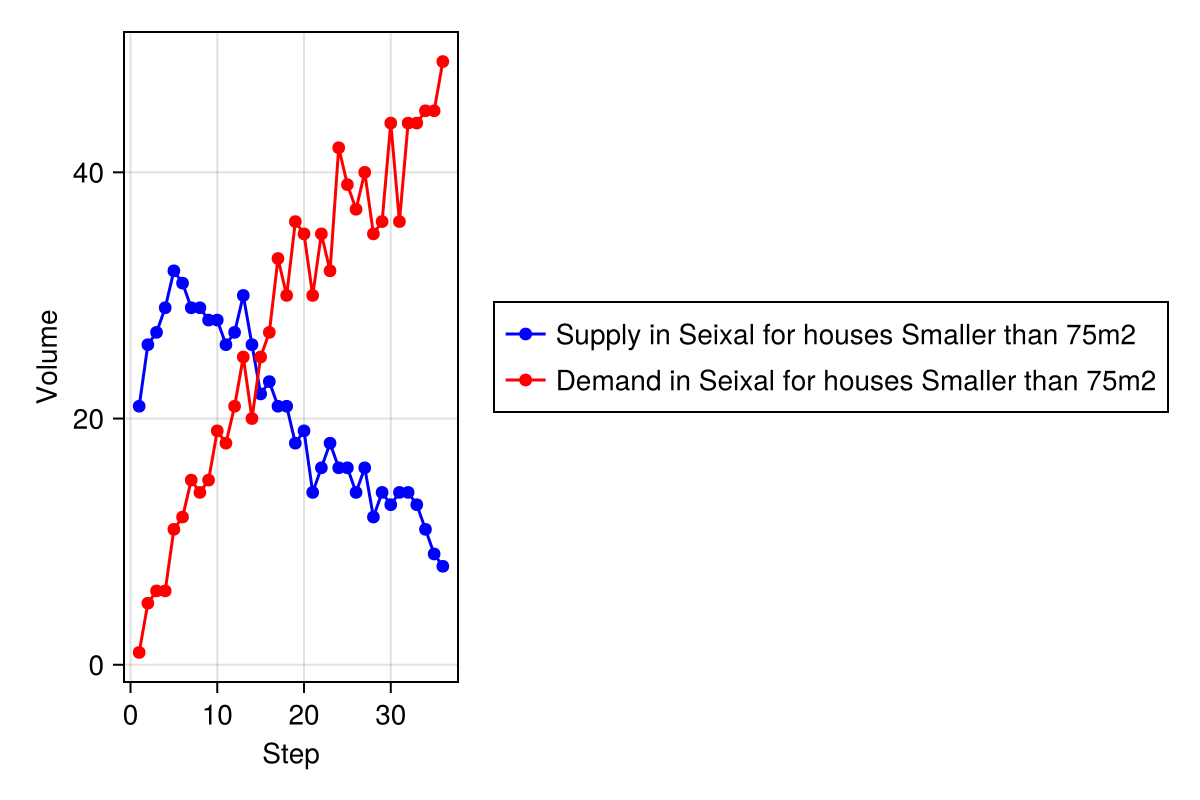 Volume
40
20
0
0 10 20 30
Step
Supply in Seixal for houses Smaller than 75m2
Demand in Seixal for houses Smaller than 75m2